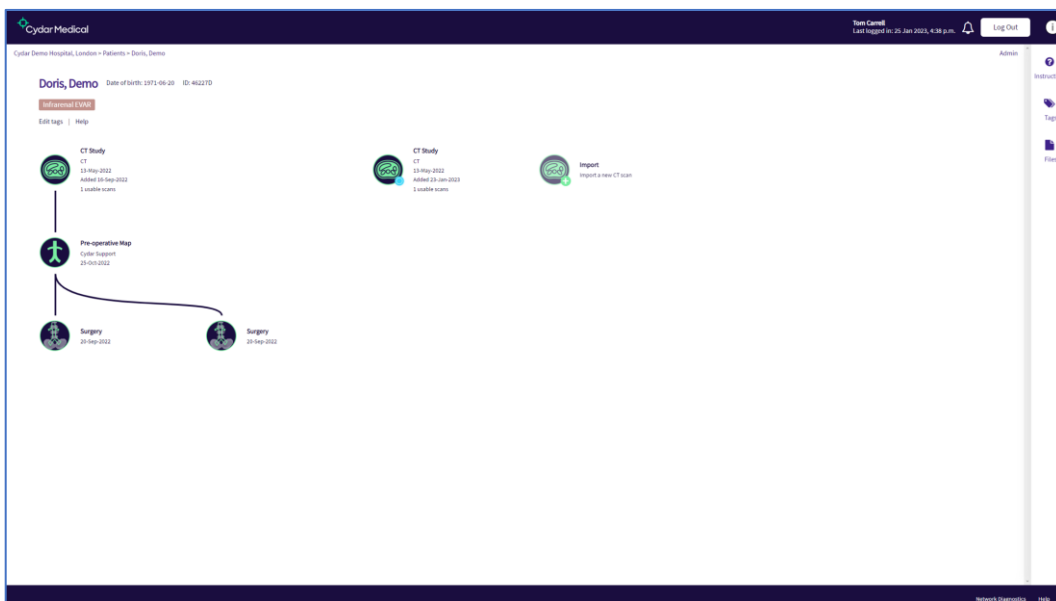 Cydar Medical
Tom Carrell
Last logged in: 25 Jan 2023, 4:38 p.m.
Log Out
Cydar Demo Hospital, London > Patients > Doris, Demo
Admin
Doris, Demo Date of birth: 1971-06-20 ID: 46227D
Infrarenal EVAR
Edit tags | Help
Instruct
Tags
Files
CT Study
CT
13-May-2022
Added 16-Sep-2022
1 usable scans
CT Study
CT
13-May-2022
Added 23-Jan-2023
1 usable scans
Import
Import a new CT scan
Pre-operative Map
Cydar Support
25-Oct-2022
Surgery
20-Sep-2022
Surgery
20-Sep-2022
Network Diagnostics Help